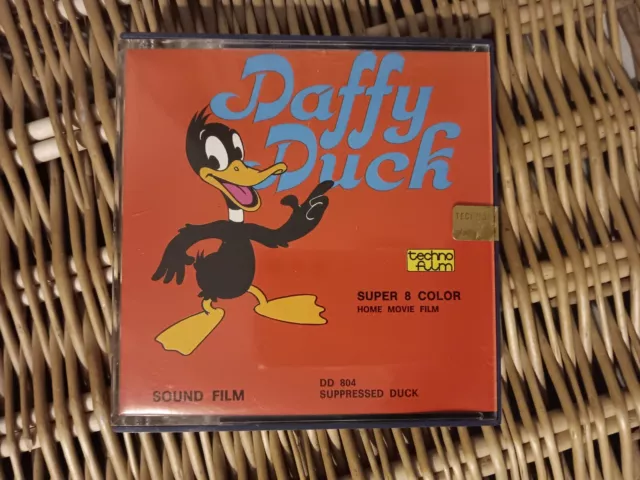 Daffy
Duck
techno
film
SUPER 8 COLOR
HOME MOVIE FILM
SOUND FILM
DD 804
SUPPRESSED DUCK